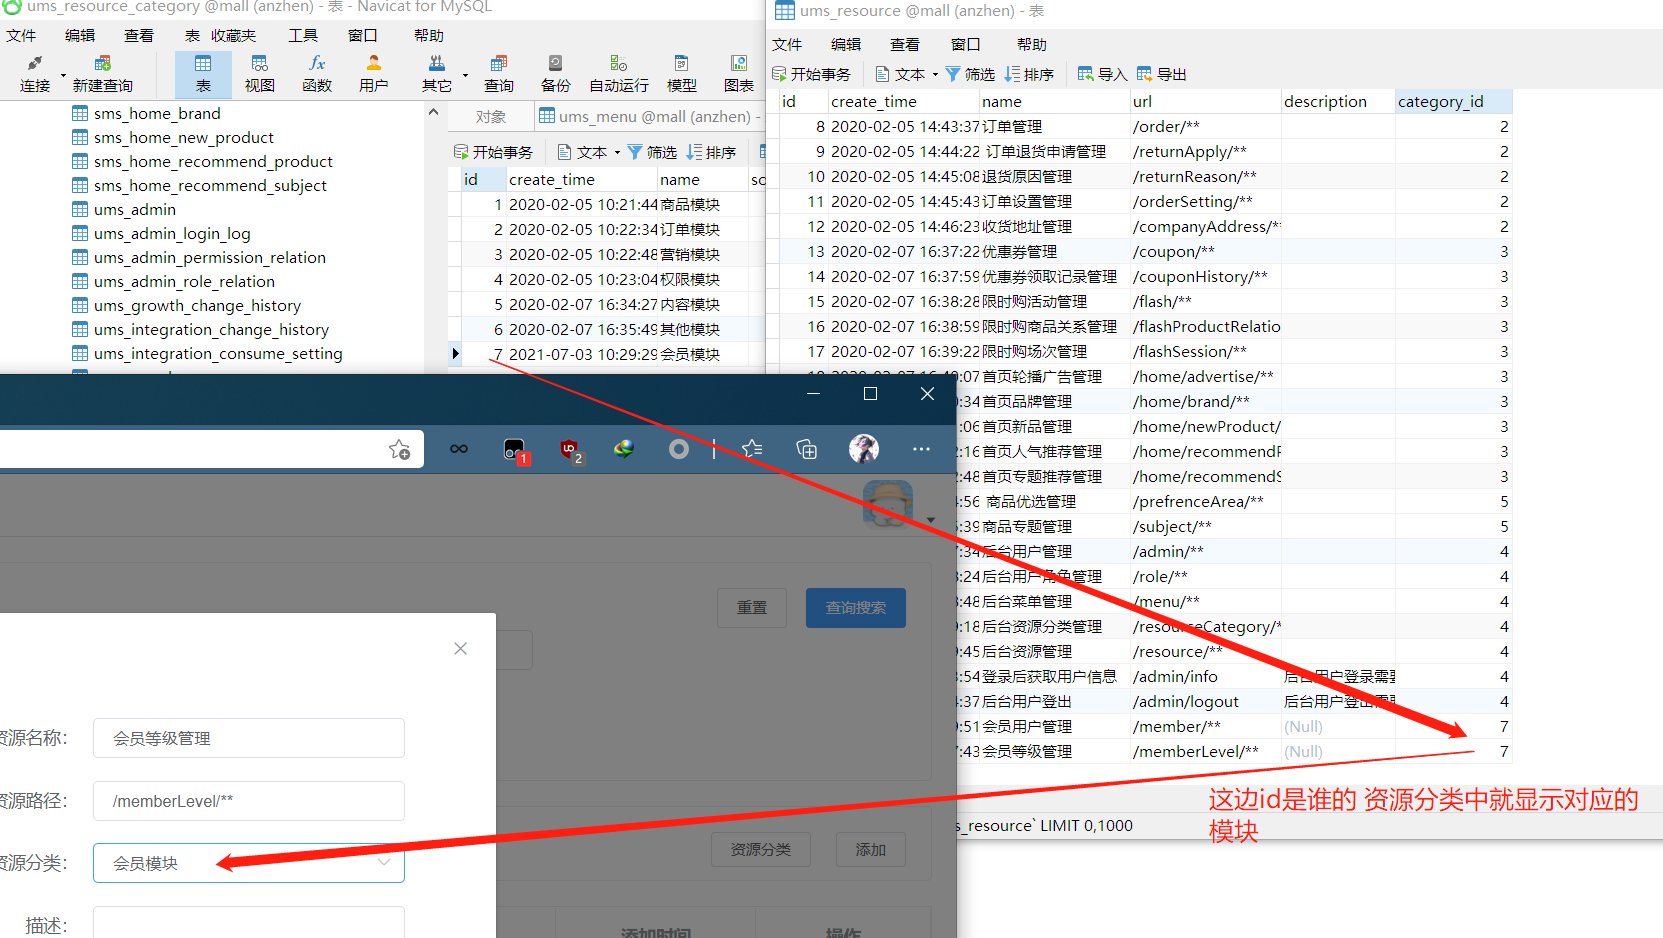 ums_resource_category @mall (anzhen) - 表 - Navicat for MySQL
文件 编辑 查看 表 收藏夹 工具 窗口 帮助
连接 新建查询 表 视图 函数 用户 其它 查询 备份 自动运行 模型 图表
sms_home_brand
sms_home_new_product
sms_home_recommend_product
sms_home_recommend_subject
ums_admin
ums_admin_login_log
ums_admin_permission_relation
ums_admin_role_relation
ums_growth_change_history
ums_integration_change_history
ums_integration_consume_setting
对象 ums_menu @mall (anzhen) -
开始事务 文本 筛选 排序
id create_time name so
1 2020-02-05 10:21:44 商品模块
2 2020-02-05 10:22:34 订单模块
3 2020-02-05 10:22:48 营销模块
4 2020-02-05 10:23:04 权限模块
5 2020-02-07 16:34:27 内容模块
6 2020-02-07 16:35:49 其他模块
7 2021-07-03 10:29:29 会员模块
ums_resource @mall (anzhen) - 表
文件 编辑 查看 窗口 帮助
开始事务 文本 筛选 排序 导入 导出
id create_time name url description category_id
8 2020-02-05 14:43:37 订单管理 /order/** 2
9 2020-02-05 14:44:22 订单退货申请管理 /returnApply/** 2
10 2020-02-05 14:45:08 退货原因管理 /returnReason/** 2
11 2020-02-05 14:45:43 订单设置管理 /orderSetting/** 2
12 2020-02-05 14:46:23 收货地址管理 /companyAddress/** 2
13 2020-02-07 16:37:22 优惠券管理 /coupon/** 3
14 2020-02-07 16:37:59 优惠券领取记录管理 /couponHistory/** 3
15 2020-02-07 16:38:28 限时购活动管理 /flash/** 3
16 2020-02-07 16:38:59 限时购商品关系管理 /flashProductRelatio 3
17 2020-02-07 16:39:22 限时购场次管理 /flashSession/** 3
:07 首页轮播广告管理 /home/advertise/** 3
:34 首页品牌管理 /home/brand/** 3
:06 首页新品管理 /home/newProduct/ 3
:16 首页人气推荐管理 /home/recommendP 3
:48 首页专题推荐管理 /home/recommendS 3
:56 商品优选管理 /prefrenceArea/** 5
:39 商品专题管理 /subject/** 5
:34 后台用户管理 /admin/** 4
:24 后台用户角色管理 /role/** 4
:48 后台菜单管理 /menu/** 4
:18 后台资源分类管理 /resourceCategory/* 4
:45 后台资源管理 /resource/** 4
:54 登录后获取用户信息 /admin/info 后台用户登录需要 4
:37 后台用户登出 /admin/logout 后台用户登出需要 4
:51 会员用户管理 /member/** (Null) 7
:43 会员等级管理 /memberLevel/** (Null) 7
s_resource` LIMIT 0,1000
这边id是谁的 资源分类中就显示对应的
模块
1 2
重置 查询搜索
资源名称： 会员等级管理
资源路径： /memberLevel/**
资源分类： 会员模块
描述：
资源分类 添加
添加时间 操作